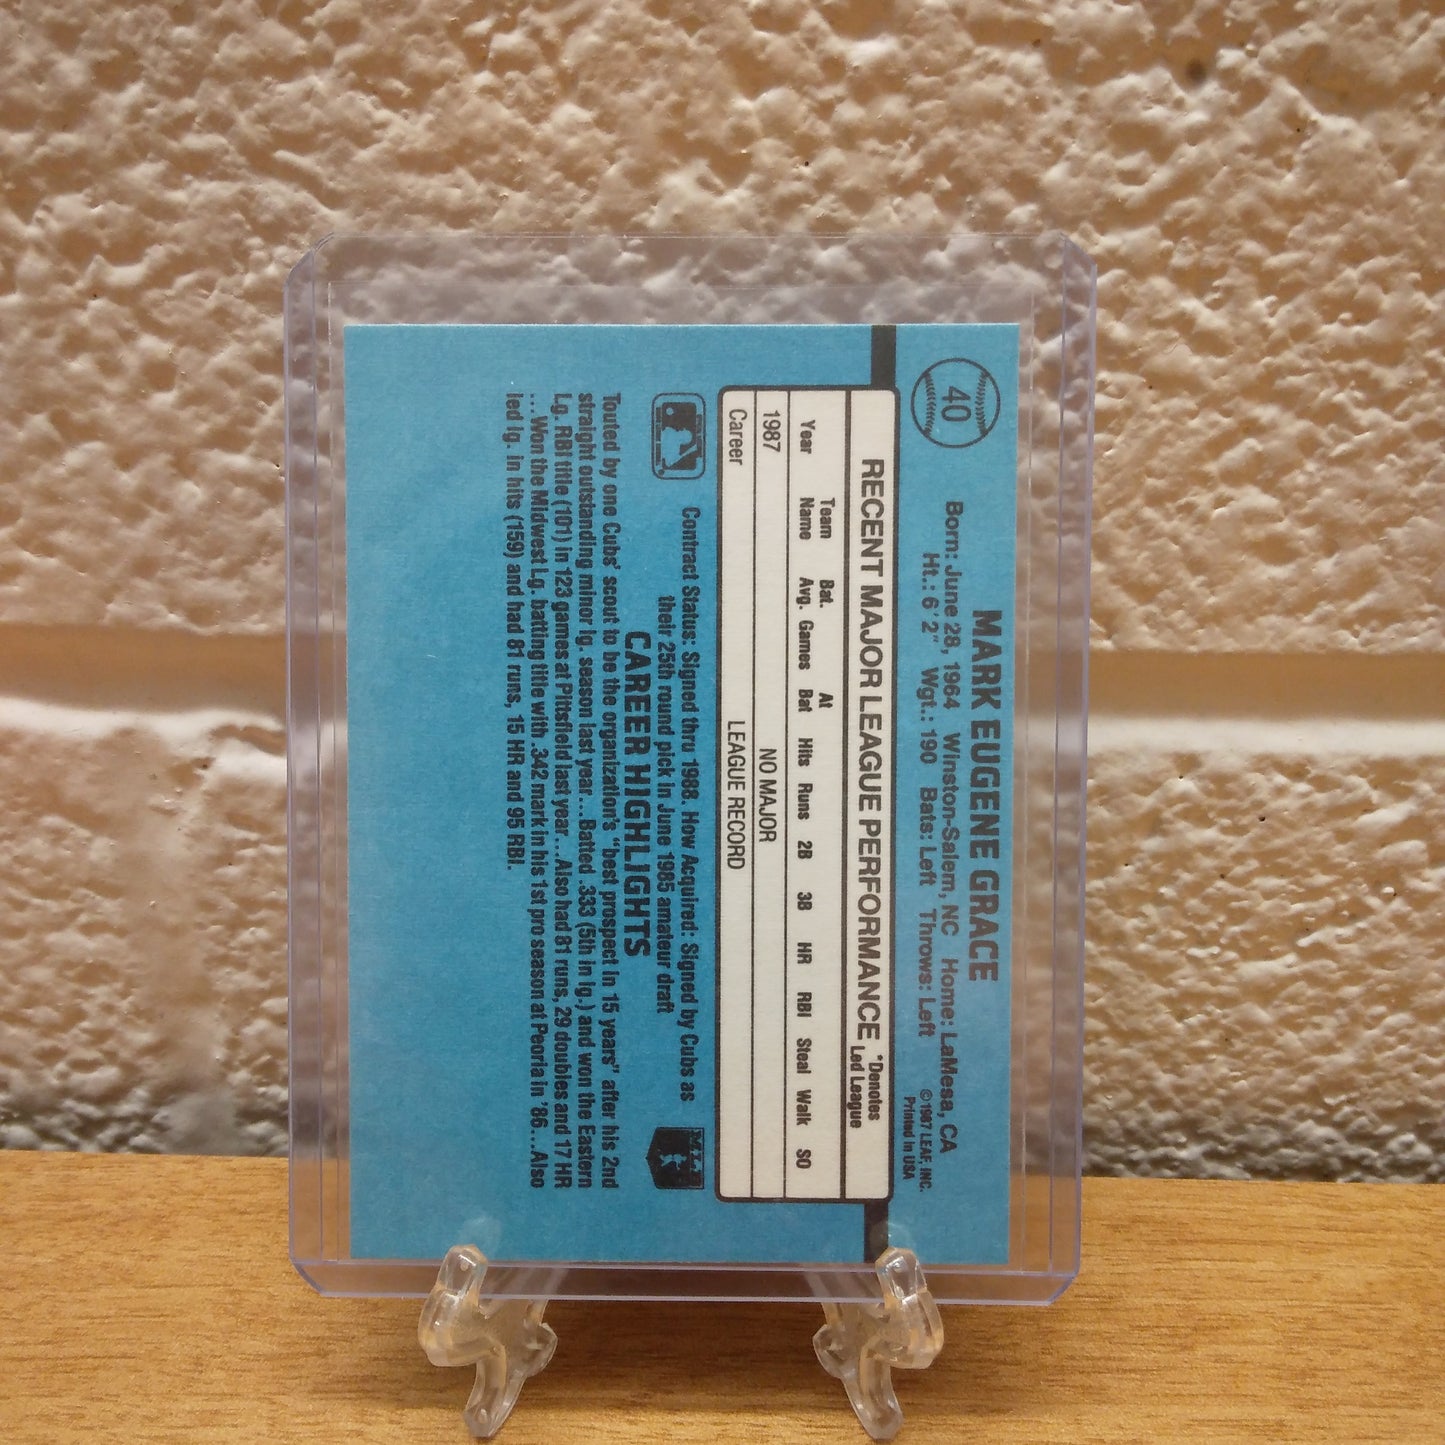 40
MARK EUGENE GRACE
Born: June 28, 1964 Winston-Salem, NC Home: LaMesa, CA
Ht.: 6'2" Wgt.: 190 Bats: Left Throws: Left
©1987 LEAF, INC.
Printed in USA
RECENT MAJOR LEAGUE PERFORMANCE *Denotes Led League
Year Team Name Bat. Avg. Games At Bat Hits Runs 2B 3B HR RBI Steal Walk SO
1987 NO MAJOR
Career LEAGUE RECORD
Contract Status: Signed thru 1988. How Acquired: Signed by Cubs as
their 25th round pick in June 1985 amateur draft
MLPA
CAREER HIGHLIGHTS
Touted by one Cubs' scout to be the organization's "best prospect in 15 years" after his 2nd
straight outstanding minor lg. season last year...Batted .333 (5th in lg.) and won the Eastern
Lg. RBI title (101) in 123 games at Pittsfield last year...Also had 81 runs, 29 doubles and 17 HR
...Won the Midwest Lg. batting title with .342 mark in his 1st pro season at Peoria in '86...Also
led lg. in hits (159) and had 81 runs, 15 HR and 95 RBI.